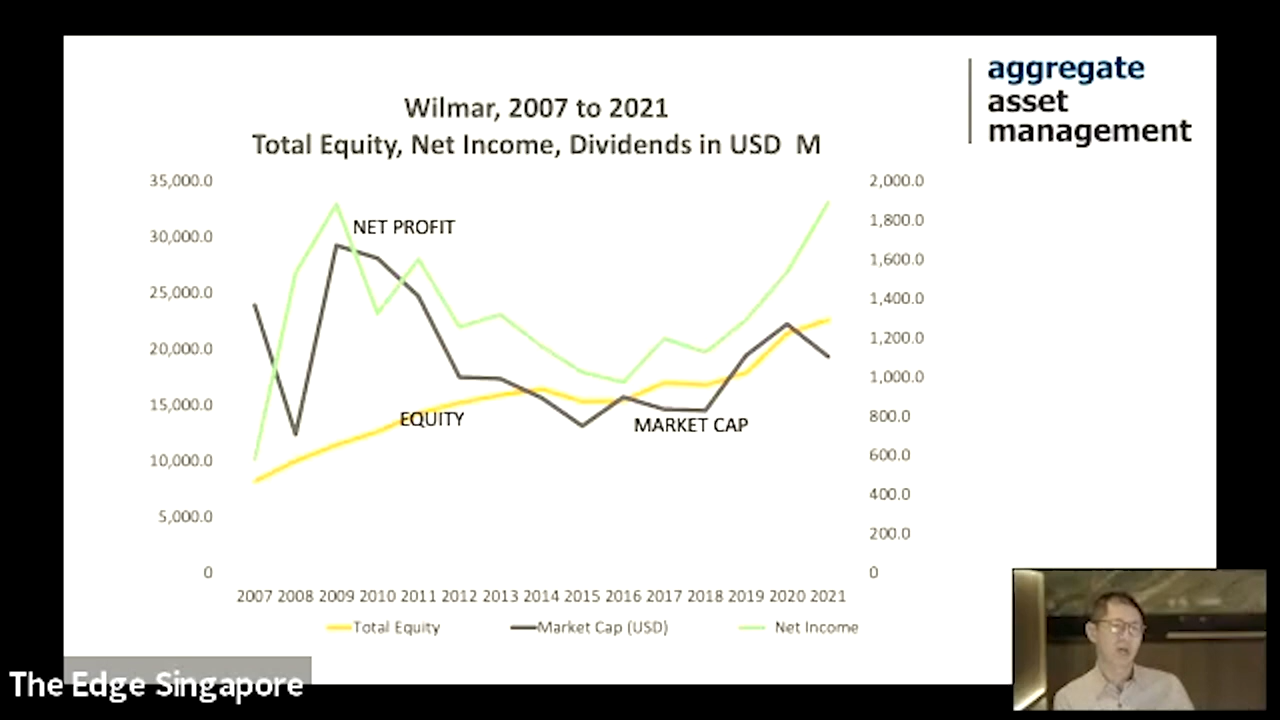 aggregate
asset
management
Wilmar, 2007 to 2021
Total Equity, Net Income, Dividends in USD M
35,000.0
30,000.0
25,000.0
20,000.0
15,000.0
10,000.0
5,000.0
0
NET PROFIT
EQUITY
MARKET CAP
2,000.0
1,800.0
1,600.0
1,400.0
1,200.0
1,000.0
800.0
600.0
400.0
200.0
0
2007 2008 2009 2010 2011 2012 2013 2014 2015 2016 2017 2018 2019 2020 2021
Total Equity Market Cap (USD) Net Income
The Edge Singapore